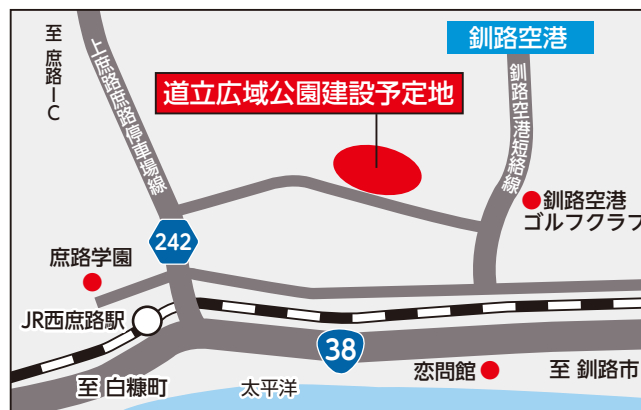 至 庶路IC
上庶路庶路停車場線
釧路空港
道立広域公園建設予定地
釧路空港短絡線
釧路空港
ゴルフクラブ
242
庶路学園
JR西庶路駅
38
恋問館
至 釧路市
至 白糠町
太平洋